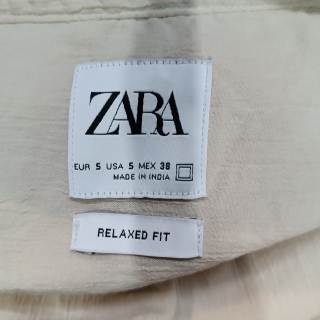 ZARA
EUR S USA S MEX 38
MADE IN INDIA
RELAXED FIT